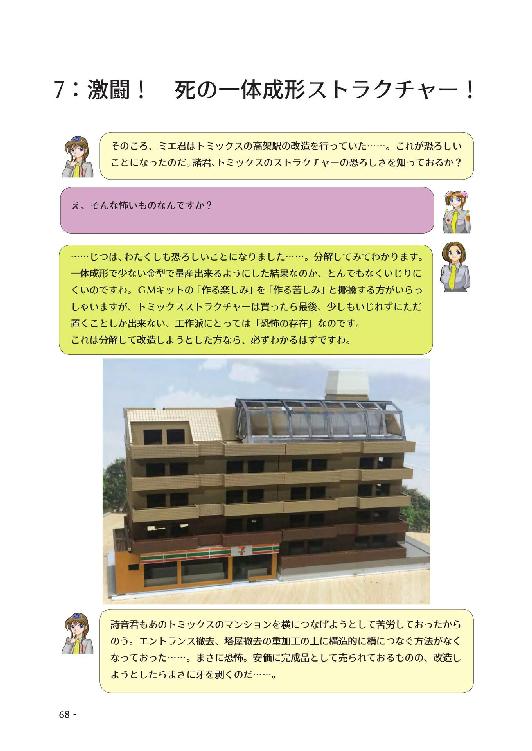 7：激闘！　死の一体成形ストラクチャー！
そのころ、ミエ君はトミックスの高架駅の改造を行っていた……。これが恐ろしい
ことになったのだ。諸君、トミックスのストラクチャーの恐ろしさを知っておるか？
え、そんな怖いものなんですか？
……じつは、わたくしも恐ろしいことになりました……。分解してみてわかります。
一体成形で少ない金型で量産出来るようにした結果なのか、とんでもなくいじりに
くいのですわ。GMキットの「作る楽しみ」を「作る苦しみ」と揶揄する方がいらっ
しゃいますが、トミックスストラクチャーは買ったら最後、少しもいじれずにただ
置くことしか出来ない、工作派にとっては「恐怖の存在」なのです。
これは分解して改造しようとした方なら、必ずわかるはずですわ。
詩音君もあのトミックスのマンションを横につなげようとして苦労しておったから
のう。エントランス撤去、塔屋撤去の重加工の上に構造的に横につなぐ方法がなく
なっておった……。まさに恐怖。安価に完成品として売られておるものの、改造し
ようとしたらまさに牙を剥くのだ……。
68 -